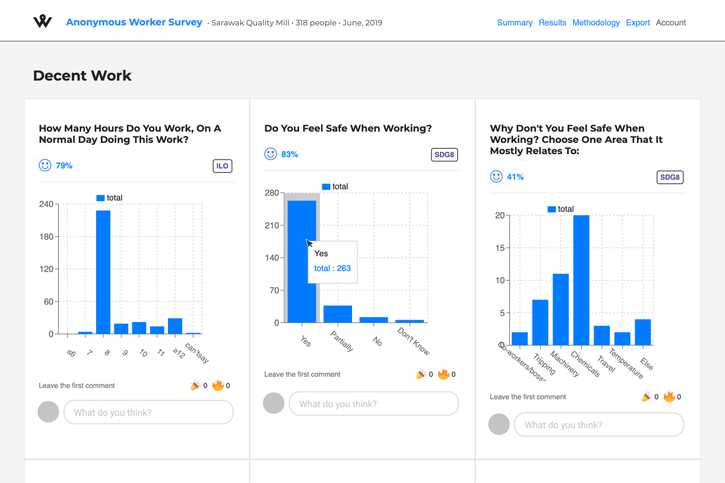 Anonymous Worker Survey • Sarawak Quality Mill • 318 people • June, 2019
Summary Results Methodology Export Account
Decent Work
How Many Hours Do You Work, On A
Normal Day Doing This Work?
79%
ILO
total
240
180
120
60
0
≤6
7
8
9
10
11
≥12
can'tsay
Leave the first comment
0
0
What do you think?
Do You Feel Safe When Working?
83%
SDG8
total
280
210
140
70
0
Yes
total : 263
Yes
Partially
No
Don't Know
Leave the first comment
0
0
What do you think?
Why Don't You Feel Safe When
Working? Choose One Area That It
Mostly Relates To:
41%
SDG8
total
20
15
10
5
0
Co-workers/boss
Tripping
Machinery
Chemicals
Travel
Temperature
Else
Leave the first comment
0
0
What do you think?